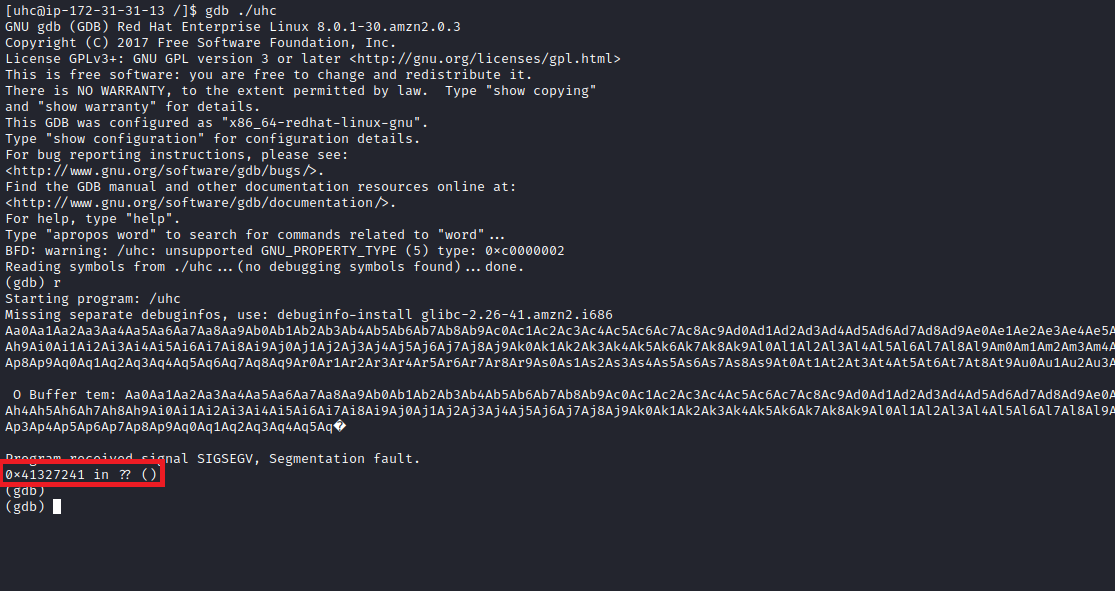 [uhc@ip-172-31-31-13 /]$ gdb ./uhc
GNU gdb (GDB) Red Hat Enterprise Linux 8.0.1-30.amzn2.0.3
Copyright (C) 2017 Free Software Foundation, Inc.
License GPLv3+: GNU GPL version 3 or later <http://gnu.org/licenses/gpl.html>
This is free software: you are free to change and redistribute it.
There is NO WARRANTY, to the extent permitted by law.  Type "show copying"
and "show warranty" for details.
This GDB was configured as "x86_64-redhat-linux-gnu".
Type "show configuration" for configuration details.
For bug reporting instructions, please see:
<http://www.gnu.org/software/gdb/bugs/>.
Find the GDB manual and other documentation resources online at:
<http://www.gnu.org/software/gdb/documentation/>.
For help, type "help".
Type "apropos word" to search for commands related to "word"...
BFD: warning: /uhc: unsupported GNU_PROPERTY_TYPE (5) type: 0xc0000002
Reading symbols from ./uhc...(no debugging symbols found)...done.
(gdb) r
Starting program: /uhc
Missing separate debuginfos, use: debuginfo-install glibc-2.26-41.amzn2.i686
Aa0Aa1Aa2Aa3Aa4Aa5Aa6Aa7Aa8Aa9Ab0Ab1Ab2Ab3Ab4Ab5Ab6Ab7Ab8Ab9Ac0Ac1Ac2Ac3Ac4Ac5Ac6Ac7Ac8Ac9Ad0Ad1Ad2Ad3Ad4Ad5Ad6Ad7Ad8Ad9Ae0Ae1Ae2Ae3Ae4Ae5A
Ah9Ai0Ai1Ai2Ai3Ai4Ai5Ai6Ai7Ai8Ai9Aj0Aj1Aj2Aj3Aj4Aj5Aj6Aj7Aj8Aj9Ak0Ak1Ak2Ak3Ak4Ak5Ak6Ak7Ak8Ak9Al0Al1Al2Al3Al4Al5Al6Al7Al8Al9Am0Am1Am2Am3Am4A
Ap8Ap9Aq0Aq1Aq2Aq3Aq4Aq5Aq6Aq7Aq8Aq9Ar0Ar1Ar2Ar3Ar4Ar5Ar6Ar7Ar8Ar9As0As1As2As3As4As5As6As7As8As9At0At1At2At3At4At5At6At7At8At9Au0Au1Au2Au3A
O Buffer tem: Aa0Aa1Aa2Aa3Aa4Aa5Aa6Aa7Aa8Aa9Ab0Ab1Ab2Ab3Ab4Ab5Ab6Ab7Ab8Ab9Ac0Ac1Ac2Ac3Ac4Ac5Ac6Ac7Ac8Ac9Ad0Ad1Ad2Ad3Ad4Ad5Ad6Ad7Ad8Ad9Ae0A
Ah4Ah5Ah6Ah7Ah8Ah9Ai0Ai1Ai2Ai3Ai4Ai5Ai6Ai7Ai8Ai9Aj0Aj1Aj2Aj3Aj4Aj5Aj6Aj7Aj8Aj9Ak0Ak1Ak2Ak3Ak4Ak5Ak6Ak7Ak8Ak9Al0Al1Al2Al3Al4Al5Al6Al7Al8Al9A
Ap3Ap4Ap5Ap6Ap7Ap8Ap9Aq0Aq1Aq2Aq3Aq4Aq5Aq�
Program received signal SIGSEGV, Segmentation fault.
0x41327241 in ?? ()
(gdb)
(gdb)